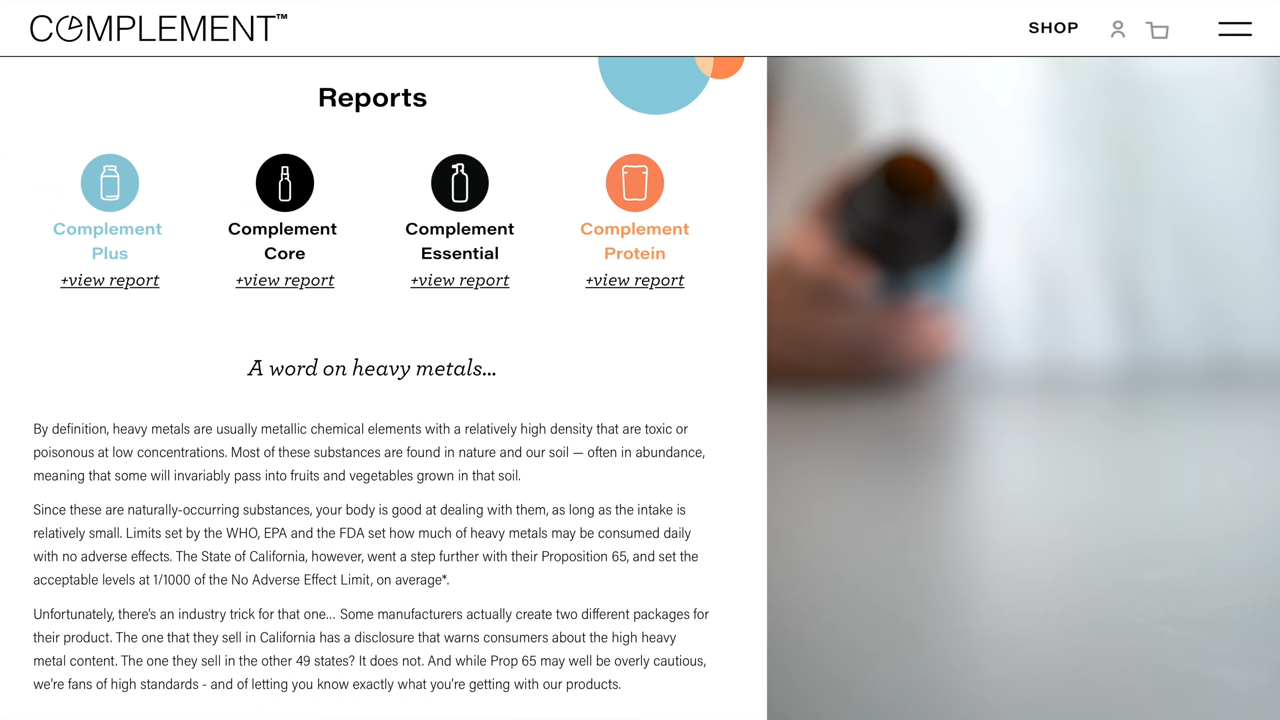 COMPLEMENT™
SHOP
Reports
Complement
Plus
+view report
Complement
Core
+view report
Complement
Essential
+view report
Complement
Protein
+view report
A word on heavy metals...
By definition, heavy metals are usually metallic chemical elements with a relatively high density that are toxic or
poisonous at low concentrations. Most of these substances are found in nature and our soil — often in abundance,
meaning that some will invariably pass into fruits and vegetables grown in that soil.
Since these are naturally-occurring substances, your body is good at dealing with them, as long as the intake is
relatively small. Limits set by the WHO, EPA and the FDA set how much of heavy metals may be consumed daily
with no adverse effects. The State of California, however, went a step further with their Proposition 65, and set the
acceptable levels at 1/1000 of the No Adverse Effect Limit, on average*.
Unfortunately, there's an industry trick for that one... Some manufacturers actually create two different packages for
their product. The one that they sell in California has a disclosure that warns consumers about the high heavy
metal content. The one they sell in the other 49 states? It does not. And while Prop 65 may well be overly cautious,
we're fans of high standards - and of letting you know exactly what you're getting with our products.